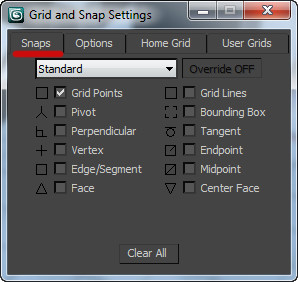 Grid and Snap Settings
Snaps Options Home Grid User Grids
Standard Override OFF
Grid Points Grid Lines
Pivot Bounding Box
Perpendicular Tangent
Vertex Endpoint
Edge/Segment Midpoint
Face Center Face
Clear All